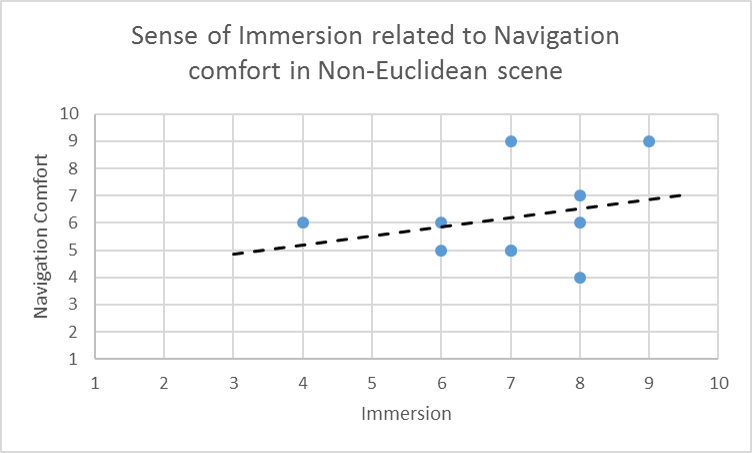 Sense of Immersion related to Navigation
comfort in Non-Euclidean scene
10
9
8
7
6
5
4
3
2
1
Navigation Comfort
1 2 3 4 5 6 7 8 9 10
Immersion